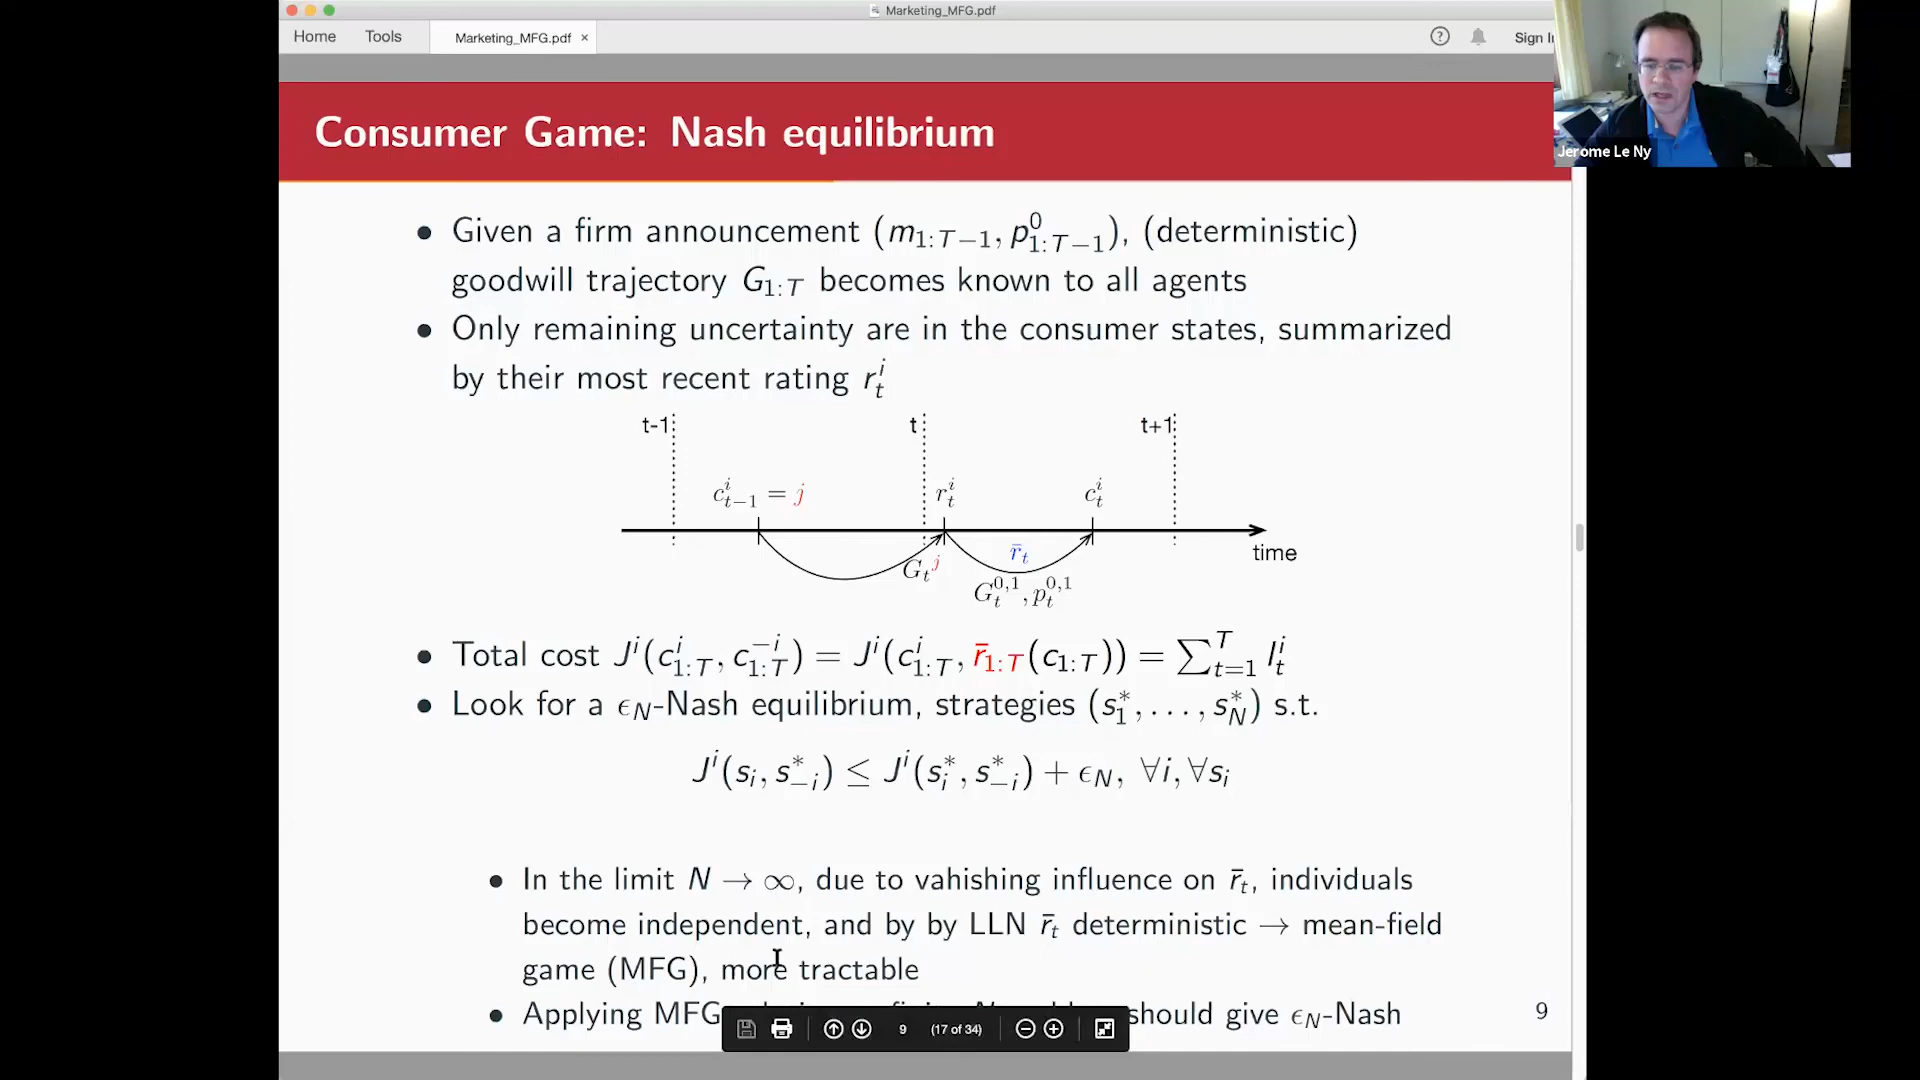 Marketing_MFG.pdf
Home Tools Marketing_MFG.pdf × ? Sign I
Jerome Le Ny
Consumer Game: Nash equilibrium
• Given a firm announcement (m_{1:T−1}, p^0_{1:T−1}), (deterministic)
goodwill trajectory G_{1:T} becomes known to all agents
• Only remaining uncertainty are in the consumer states, summarized
by their most recent rating r^i_t
t-1 t t+1
c^i_{t−1} = j r^i_t c^i_t
r̄_t
G_t^j
G_t^{0,1}, p_t^{0,1}
time
• Total cost J^i(c^i_{1:T}, c^{−i}_{1:T}) = J^i(c^i_{1:T}, r̄_{1:T}(c_{1:T})) = ∑^T_{t=1} l^i_t
• Look for a ϵ_N-Nash equilibrium, strategies (s^*_1, . . . , s^*_N) s.t.
J^i(s_i, s^*_{−i}) ≤ J^i(s^*_i, s^*_{−i}) + ϵ_N, ∀i, ∀s_i
• In the limit N → ∞, due to vahishing influence on r̄_t, individuals
become independent, and by by LLN r̄_t deterministic → mean-field
game (MFG), more tractable
• Applying MFG should give ϵ_N-Nash
9
9 (17 of 34)